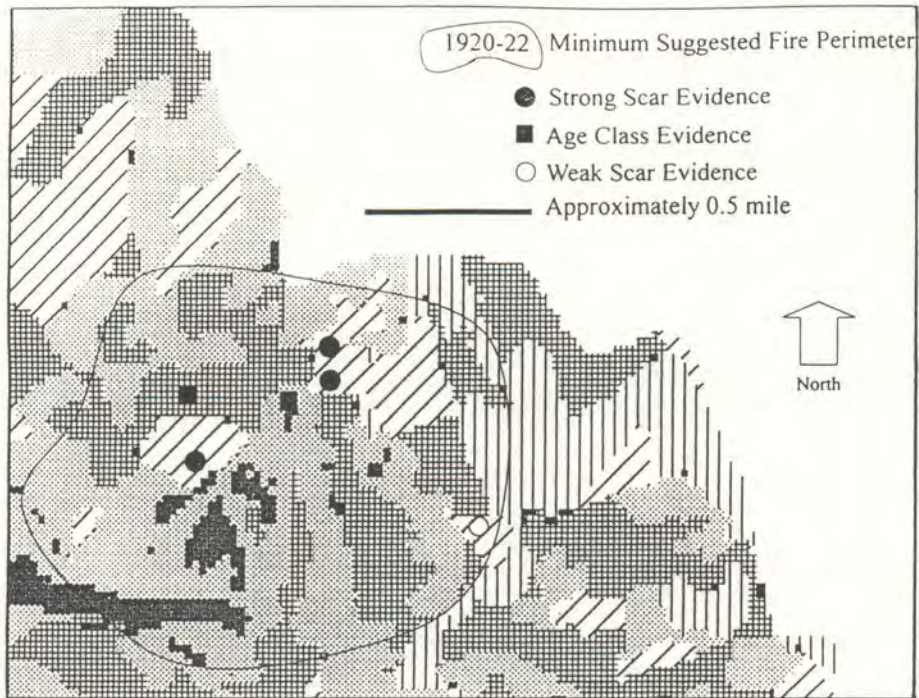 1920-22 Minimum Suggested Fire Perimeter
Strong Scar Evidence
Age Class Evidence
Weak Scar Evidence
Approximately 0.5 mile
North